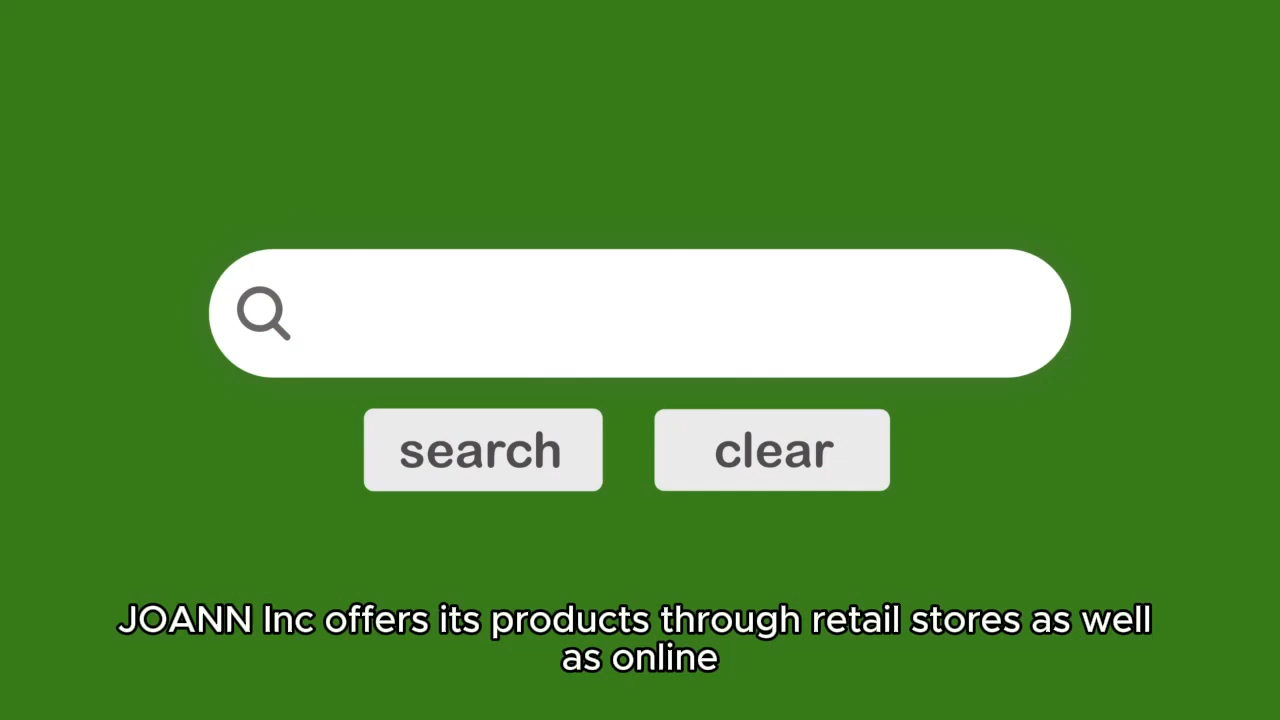 search
clear
JOANN Inc offers its products through retail stores as well
as online